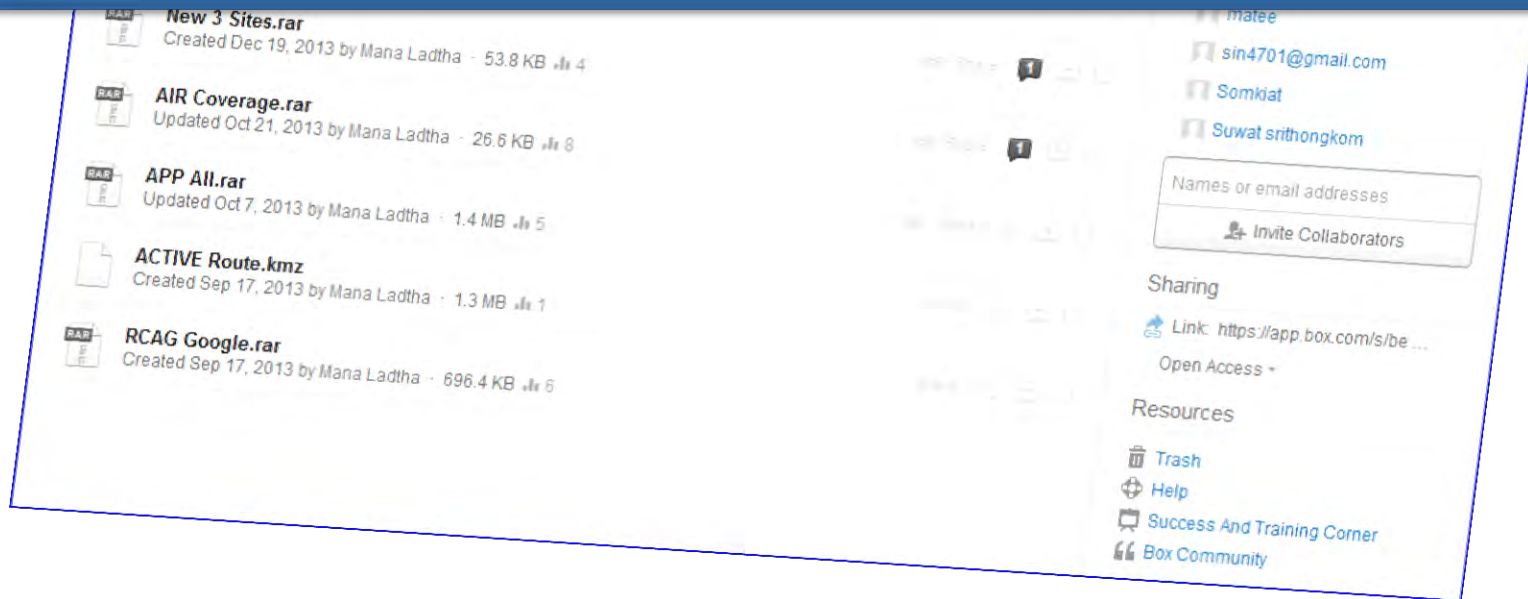 New 3 Sites.rar
Created Dec 19, 2013 by Mana Ladtha · 53.8 KB 4
1
AIR Coverage.rar
Updated Oct 21, 2013 by Mana Ladtha · 26.6 KB 8
1
RAR
APP All.rar
Updated Oct 7, 2013 by Mana Ladtha · 1.4 MB 5
RAR
ACTIVE Route.kmz
Created Sep 17, 2013 by Mana Ladtha · 1.3 MB 1
RAR
RCAG Google.rar
Created Sep 17, 2013 by Mana Ladtha · 696.4 KB 6
matee
sin4701@gmail.com
Somkiat
Suwat srithongkom
Names or email addresses
Invite Collaborators
Sharing
Link: https://app.box.com/s/be ...
Open Access
Resources
Trash
Help
Success And Training Corner
Box Community